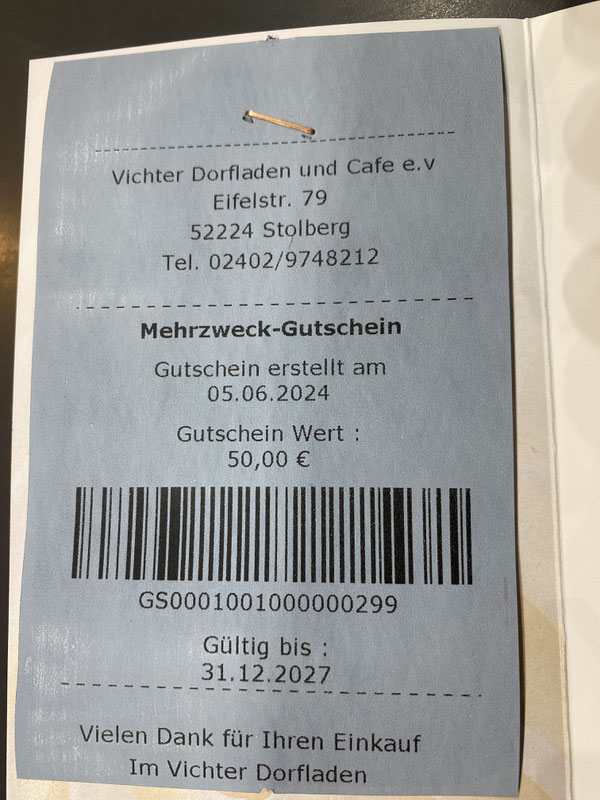 Vichter Dorfladen und Cafe e.v
Eifelstr. 79
52224 Stolberg
Tel. 02402/9748212
Mehrzweck-Gutschein
Gutschein erstellt am
05.06.2024
Gutschein Wert :
50,00 €
GS0001001000000299
Gültig bis :
31.12.2027
Vielen Dank für Ihren Einkauf
Im Vichter Dorfladen